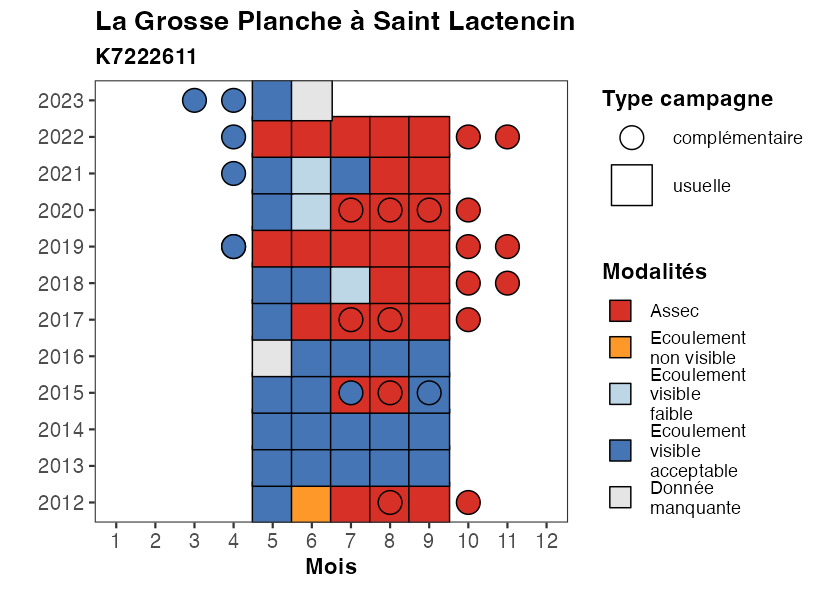 La Grosse Planche à Saint Lactencin
K7222611
2023
2022
2021
2020
2019
2018
2017
2016
2015
2014
2013
2012
1 2 3 4 5 6 7 8 9 10 11 12
Mois
Type campagne
complémentaire
usuelle
Modalités
Assec
Ecoulement
non visible
Ecoulement
visible
faible
Ecoulement
visible
acceptable
Donnée
manquante